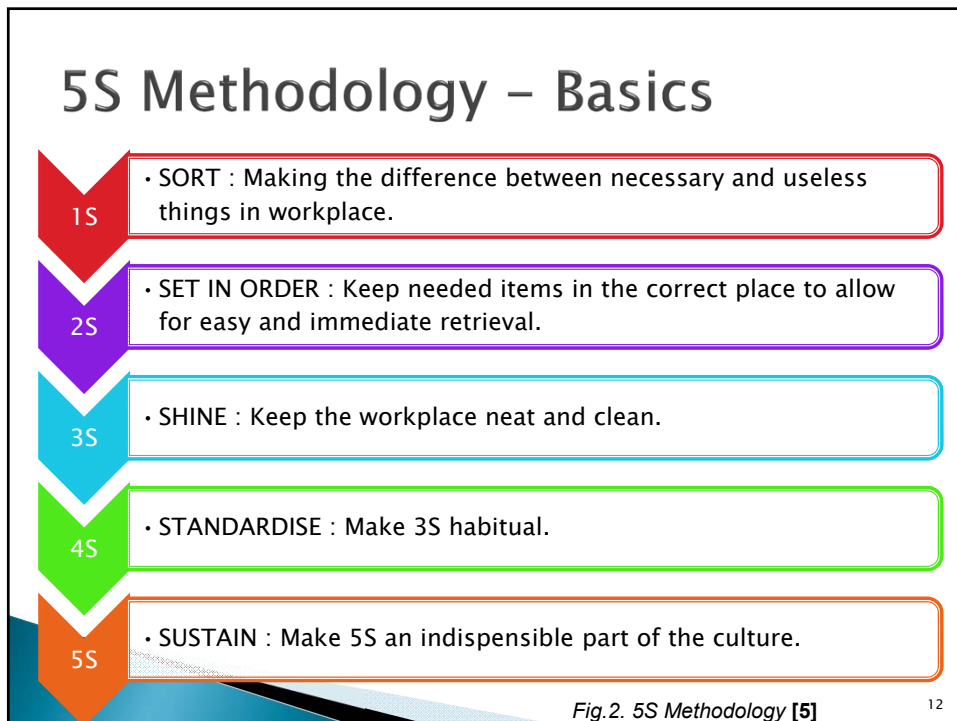 5S Methodology – Basics
1S
• SORT : Making the difference between necessary and useless
things in workplace.
2S
• SET IN ORDER : Keep needed items in the correct place to allow
for easy and immediate retrieval.
3S
• SHINE : Keep the workplace neat and clean.
4S
• STANDARDISE : Make 3S habitual.
5S
• SUSTAIN : Make 5S an indispensible part of the culture.
Fig.2. 5S Methodology [5]
12